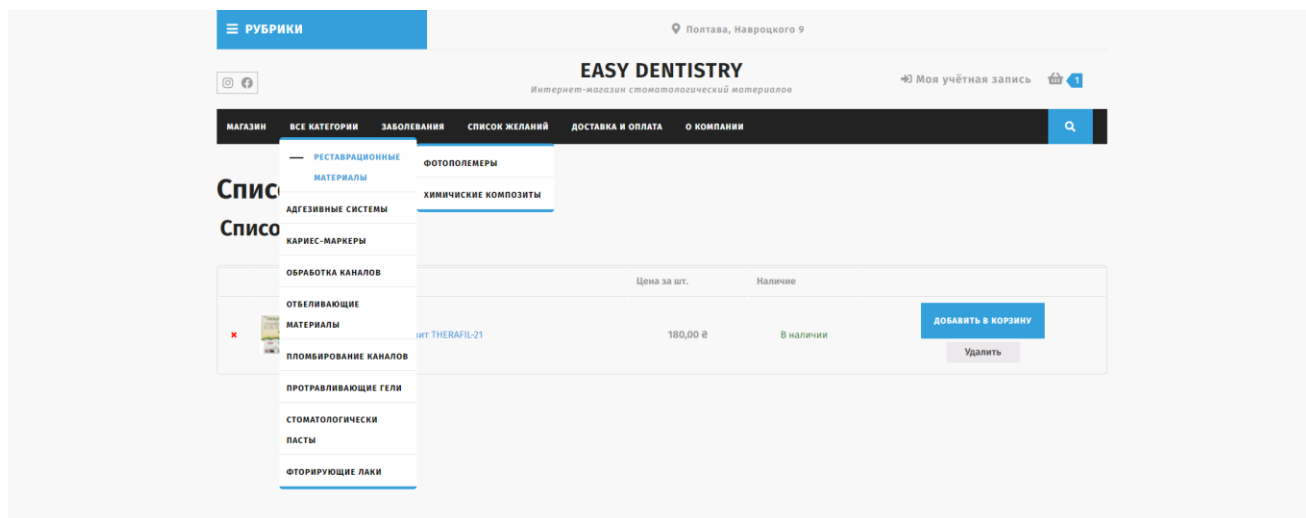 РУБРИКИ
Полтава, Навроцкого 9
EASY DENTISTRY
Интернет-магазин стоматологический материалов
Моя учётная запись
1
МАГАЗИН ВСЕ КАТЕГОРИИ ЗАБОЛЕВАНИЯ СПИСОК ЖЕЛАНИЙ ДОСТАВКА И ОПЛАТА О КОМПАНИИ
РЕСТАВРАЦИОННЫЕ
МАТЕРИАЛЫ
ФОТОПОЛЕМЕРЫ
ХИМИЧИСКИЕ КОМПОЗИТЫ
Спис
АДГЕЗИВНЫЕ СИСТЕМЫ
Списо
КАРИЕС-МАРКЕРЫ
ОБРАБОТКА КАНАЛОВ
Цена за шт. Наличие
ОТБЕЛИВАЮЩИЕ
МАТЕРИАЛЫ
ит THERAFIL-21 180,00 ₴ В наличии
ДОБАВИТЬ В КОРЗИНУ
Удалить
ПЛОМБИРОВАНИЕ КАНАЛОВ
ПРОТРАВЛИВАЮЩИЕ ГЕЛИ
СТОМАТОЛОГИЧЕСКИ
ПАСТЫ
ФТОРИРУЮЩИЕ ЛАКИ